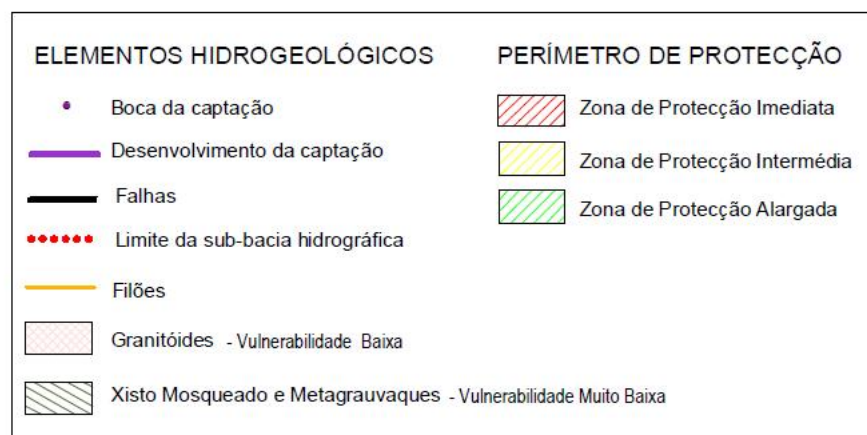 ELEMENTOS HIDROGEOLÓGICOS
Boca da captação
Desenvolvimento da captação
Falhas
Limite da sub-bacia hidrográfica
Filões
Granitóides - Vulnerabilidade Baixa
Xisto Mosqueado e Metagrauvaques - Vulnerabilidade Muito Baixa
PERÍMETRO DE PROTECÇÃO
Zona de Protecção Imediata
Zona de Protecção Intermédia
Zona de Protecção Alargada